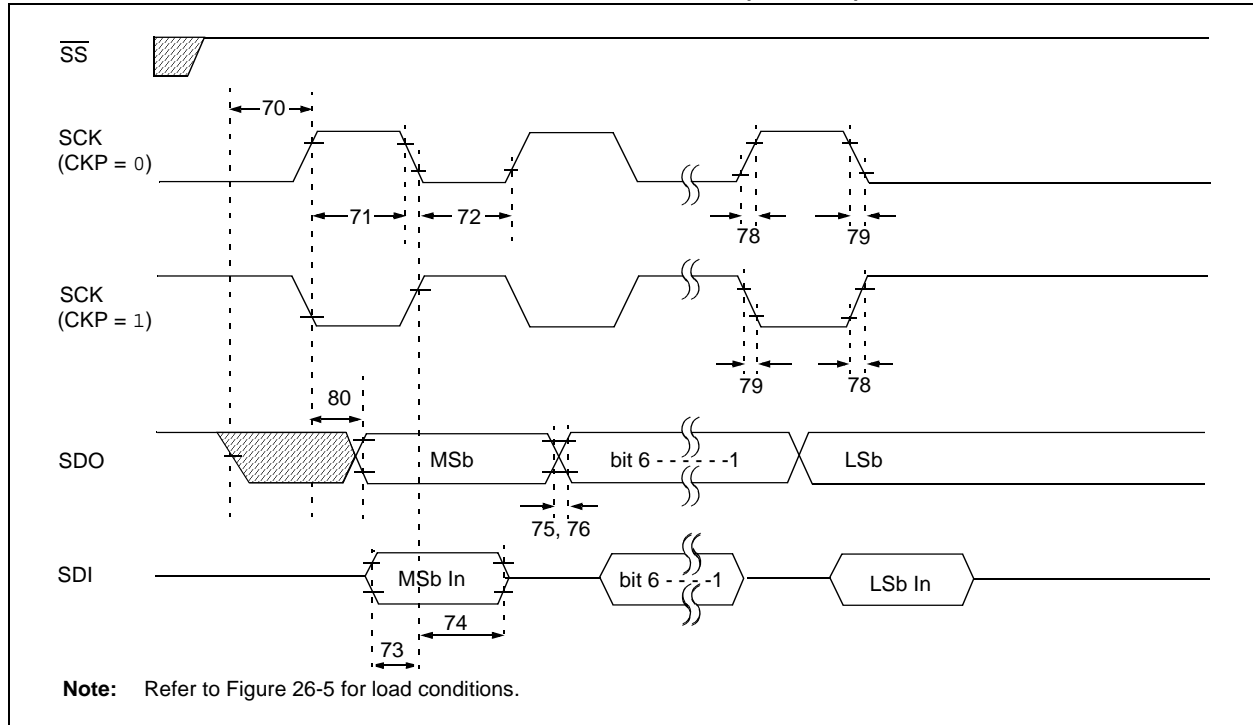 SS
70
SCK
(CKP = 0)
71
72
78
79
SCK
(CKP = 1)
79
78
80
SDO
MSb
bit 6 - - - - - -1
LSb
75, 76
SDI
MSb In
bit 6 - - - - -1
LSb In
74
73
Note: Refer to Figure 26-5 for load conditions.